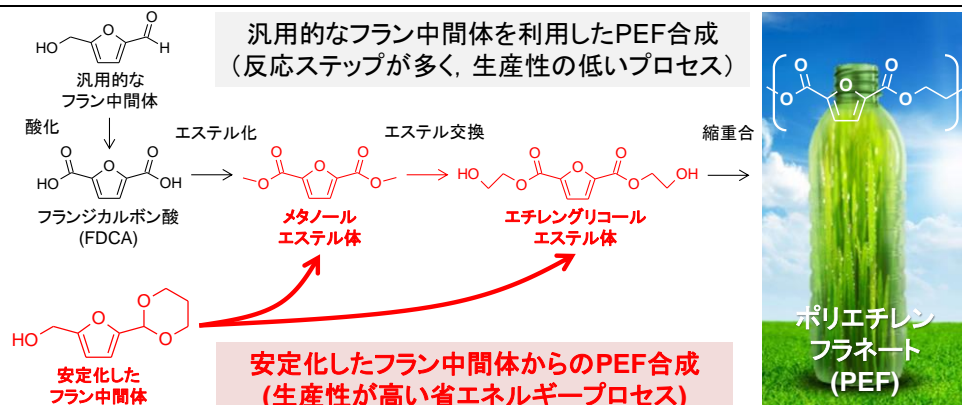 汎用的なフラン中間体を利用したPEF合成
（反応ステップが多く，生産性の低いプロセス）
HO
O
O
H
汎用的な
フラン中間体
酸化
エステル化
エステル交換
縮重合
O
HO
O
O
OH
フランジカルボン酸
(FDCA)
O
O
O
O
O
メタノール
エステル体
HO
O
O
O
O
O
OH
エチレングリコール
エステル体
O
O
O
O
O
ポリエチレン
フラネート
(PEF)
HO
O
O
O
安定化した
フラン中間体
安定化したフラン中間体からのPEF合成
(生産性が高い省エネルギープロセス)